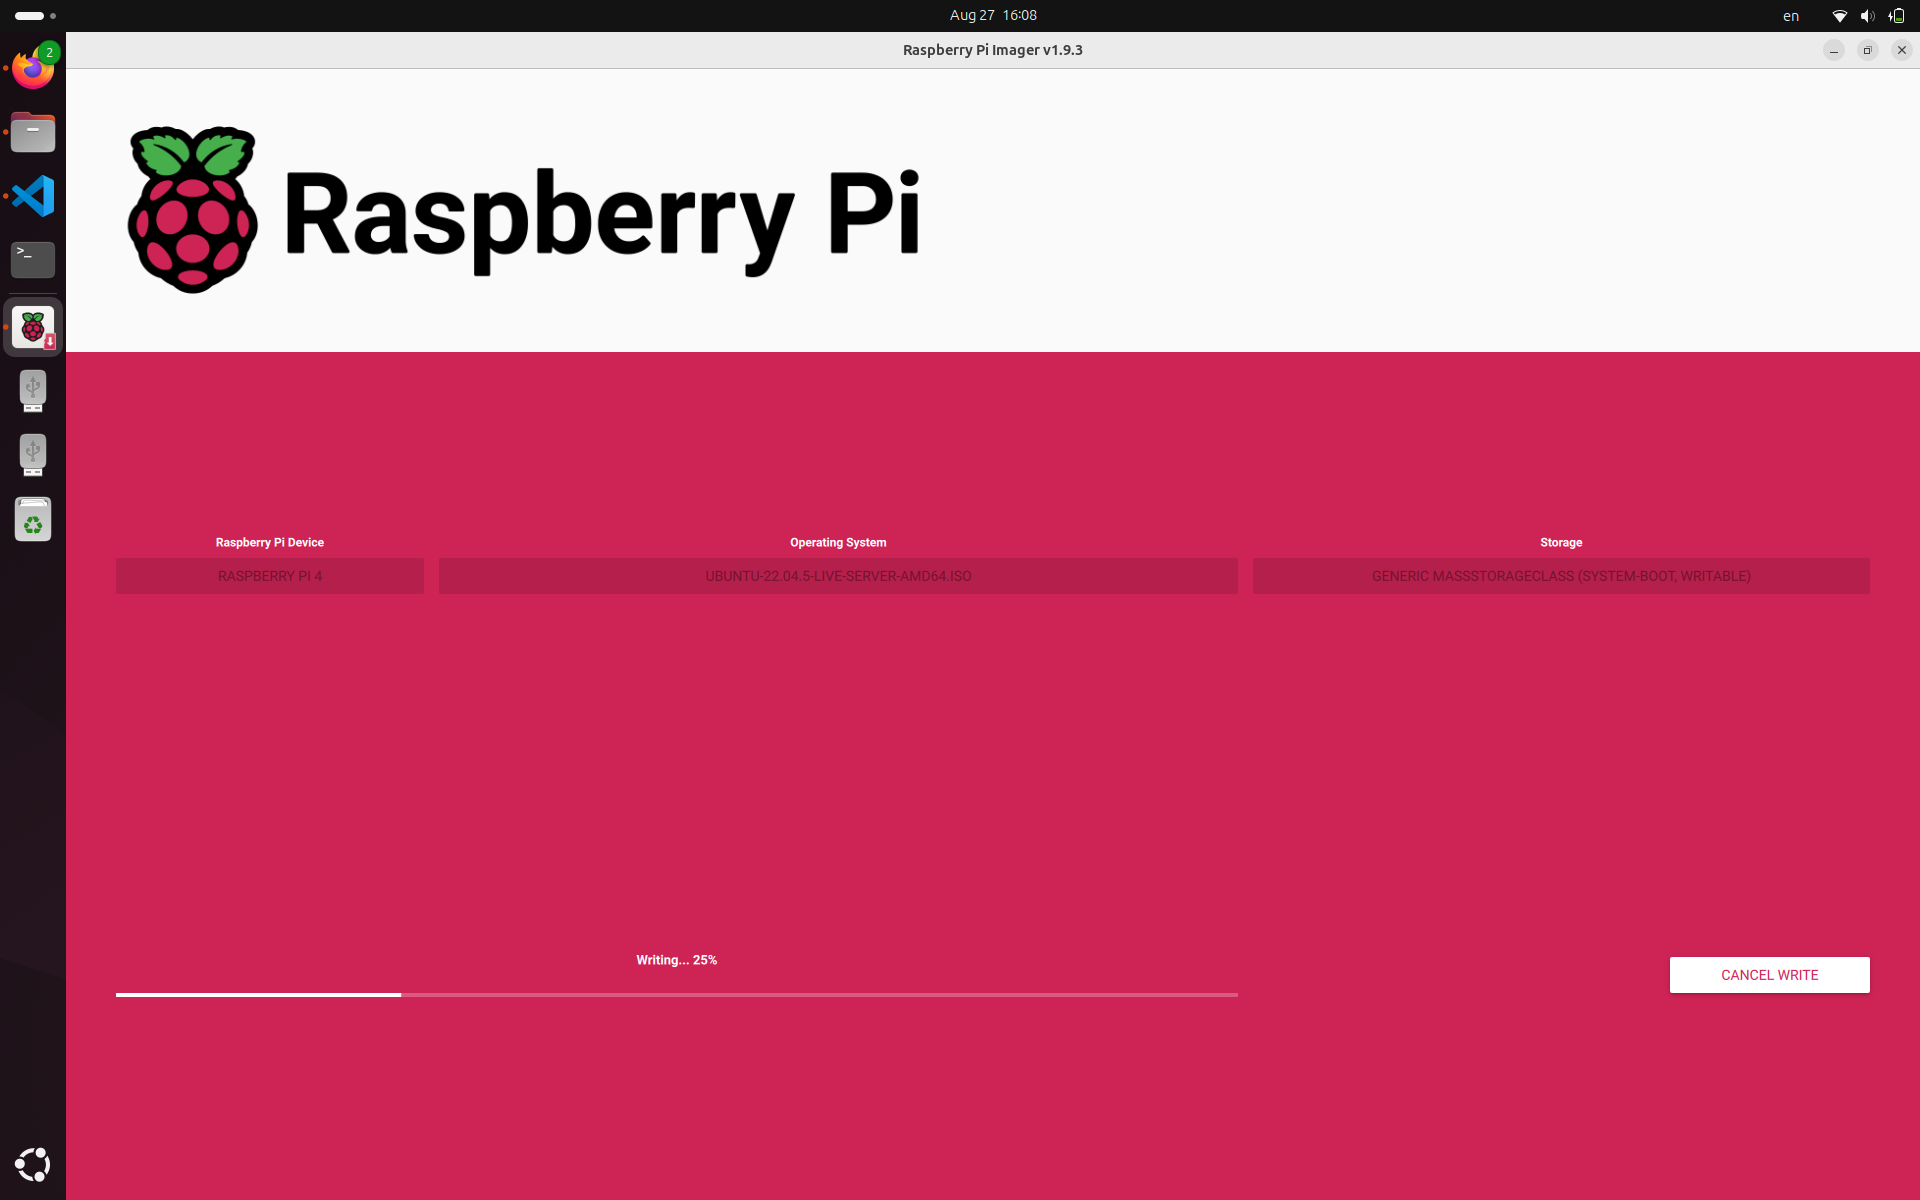 Aug 27 16:08
en
2
Raspberry Pi Imager v1.9.3
>_
Raspberry Pi
Raspberry Pi Device
Operating System
Storage
RASPBERRY PI 4
UBUNTU-22.04.5-LIVE-SERVER-AMD64.ISO
GENERIC MASSSTORAGECLASS (SYSTEM-BOOT, WRITABLE)
Writing... 25%
CANCEL WRITE